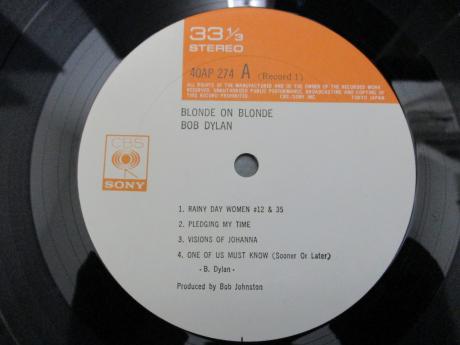 33 1/3
STEREO
40AP 274 A (Record 1)
ALL RIGHTS OF THE MANUFACTURER AND OF THE OWNER OF THE RECORDED WORK
RESERVED. UNAUTHORISED PUBLIC PERFORMANCE, BROADCASTING AND COPYING OF
THIS RECORD PROHIBITED. CBS/SONY INC. TOKYO JAPAN
BLONDE ON BLONDE
BOB DYLAN
CBS
SONY
1. RAINY DAY WOMEN #12 & 35
2. PLEDGING MY TIME
3. VISIONS OF JOHANNA
4. ONE OF US MUST KNOW (Sooner Or Later)
- B. Dylan -
Produced by Bob Johnston